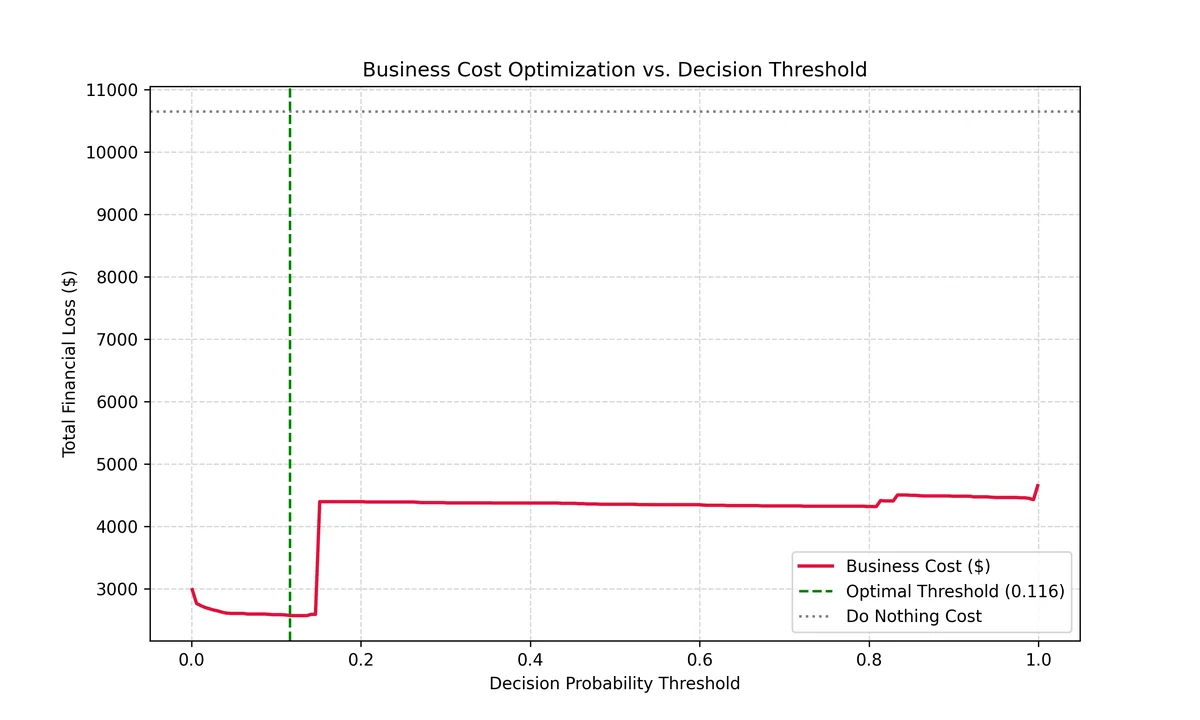 Business Cost Optimization vs. Decision Threshold
11000
10000
9000
8000
7000
6000
5000
4000
3000
Total Financial Loss ($)
Business Cost ($)
Optimal Threshold (0.116)
Do Nothing Cost
0.0 0.2 0.4 0.6 0.8 1.0
Decision Probability Threshold